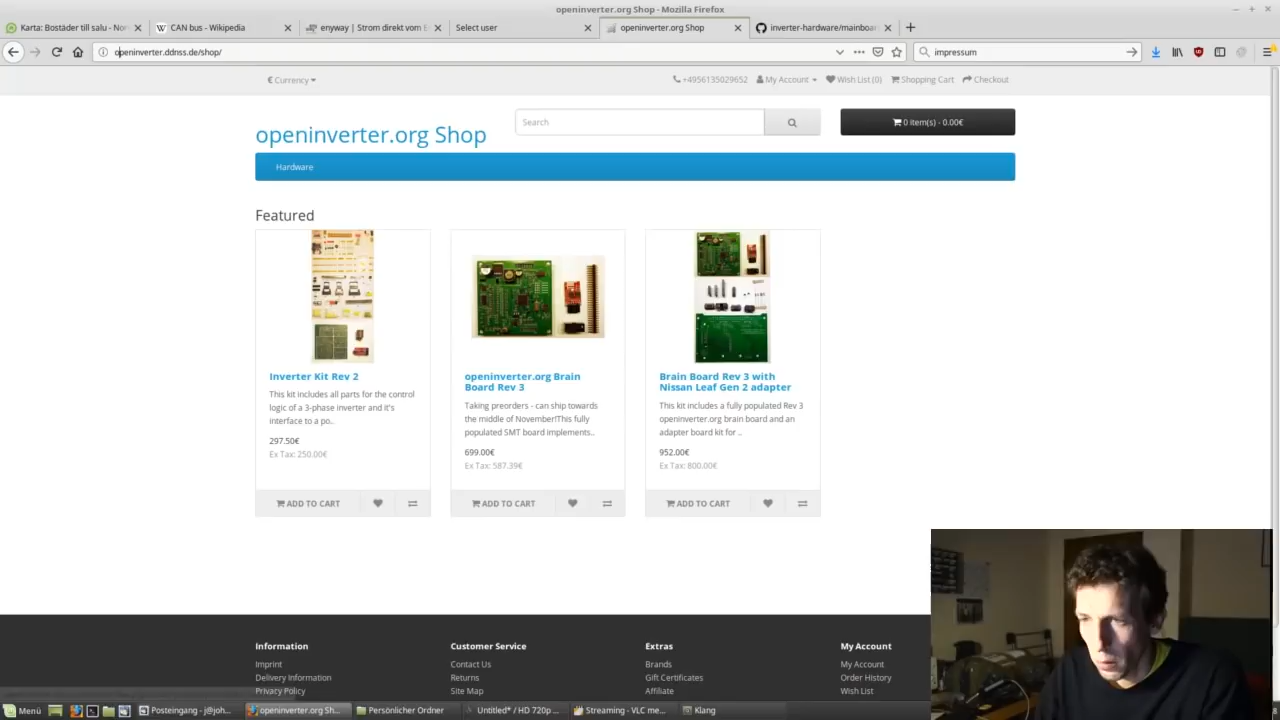 openinverter.org Shop - Mozilla Firefox
Karta: Bostäder till salu - No
CAN bus - Wikipedia
enyway | Strom direkt vom E
Select user
openinverter.org Shop
inverter-hardware/mainboa
openinverter.ddnss.de/shop/
impressum
€ Currency
+4956135029652
My Account
Wish List (0)
Shopping Cart
Checkout
openinverter.org Shop
Search
0 item(s) - 0.00€
Hardware
Featured
Inverter Kit Rev 2
This kit includes all parts for the control
logic of a 3-phase inverter and it's
interface to a po..
297.50€
Ex Tax: 250.00€
ADD TO CART
openinverter.org Brain
Board Rev 3
Taking preorders - can ship towards
the middle of November!This fully
populated SMT board implements..
699.00€
Ex Tax: 587.39€
ADD TO CART
Brain Board Rev 3 with
Nissan Leaf Gen 2 adapter
This kit includes a fully populated Rev 3
openinverter.org brain board and an
adapter board kit for ..
952.00€
Ex Tax: 800.00€
ADD TO CART
Information
Imprint
Delivery Information
Privacy Policy
Customer Service
Contact Us
Returns
Site Map
Extras
Brands
Gift Certificates
Affiliate
My Account
My Account
Order History
Wish List
Menü
Posteingang - j@joh...
openinverter.org Sh...
Persönlicher Ordner
Untitled* / HD 720p ...
Streaming - VLC me...
Klang